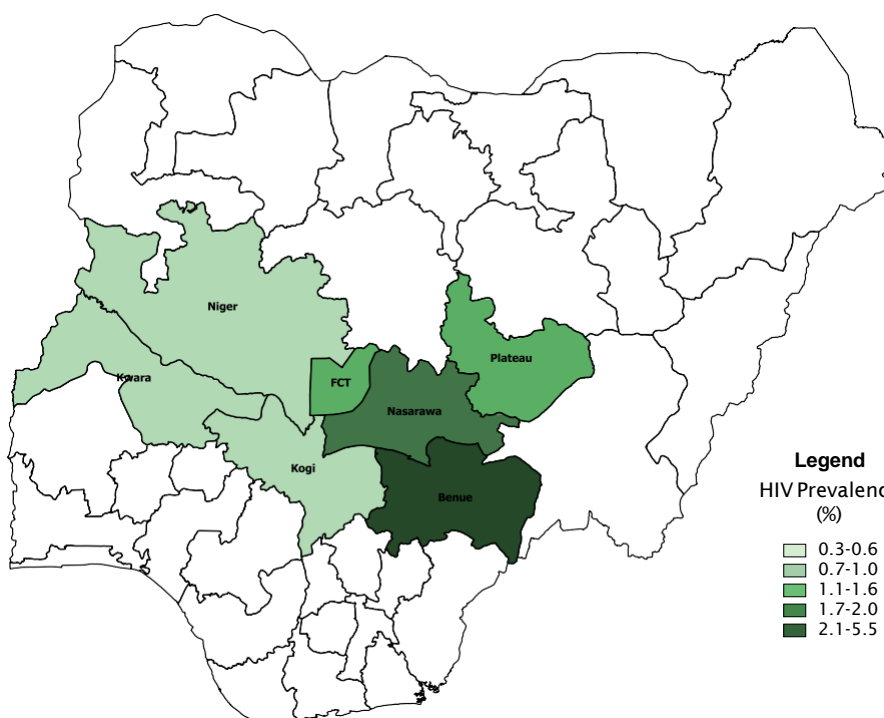 Niger
Plateau
Kwara
FCT
Nasarawa
Kogi
Benue
Legend
HIV Prevalenc
(%)
0.3-0.6
0.7-1.0
1.1-1.6
1.7-2.0
2.1-5.5